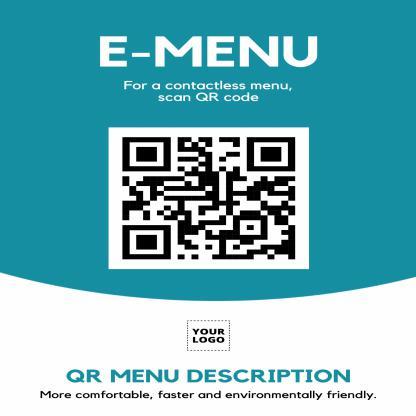 E-MENU
For a contactless menu,
scan QR code
YOUR
LOGO
QR MENU DESCRIPTION
More comfortable, faster and environmentally friendly.